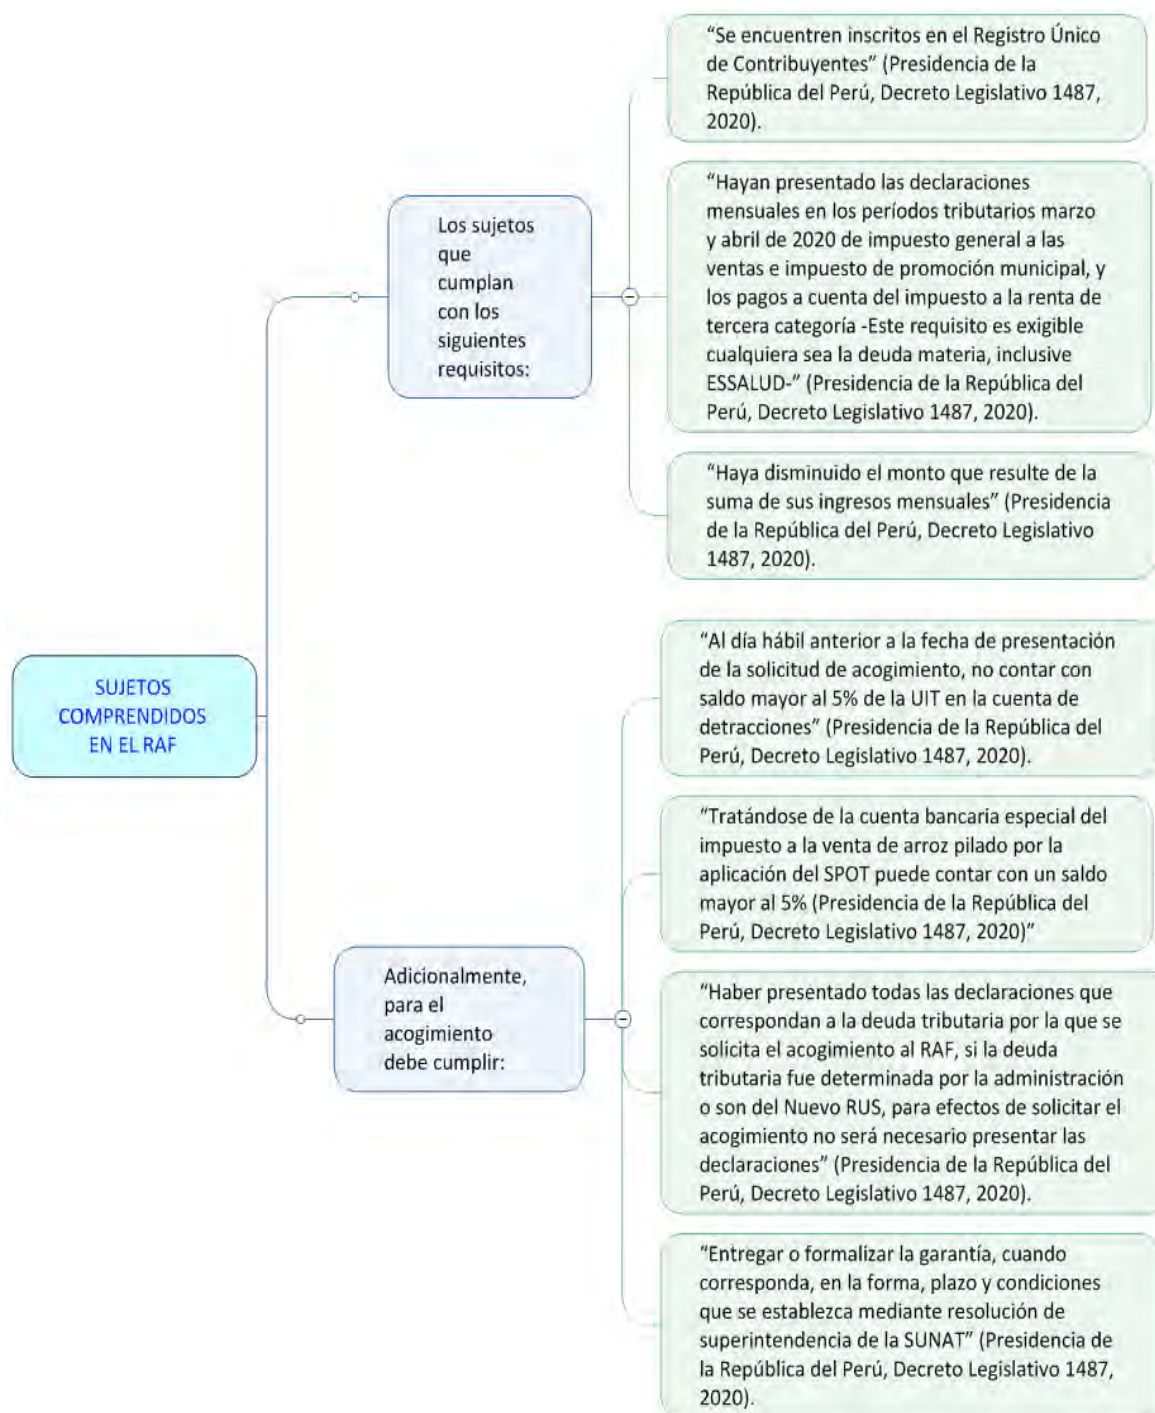 SUJETOS
COMPRENDIDOS
EN EL RAF
Los sujetos
que
cumplan
con los
siguientes
requisitos:
“Se encuentren inscritos en el Registro Único
de Contribuyentes” (Presidencia de la
República del Perú, Decreto Legislativo 1487,
2020).
“Hayan presentado las declaraciones
mensuales en los períodos tributarios marzo
y abril de 2020 de impuesto general a las
ventas e impuesto de promoción municipal, y
los pagos a cuenta del impuesto a la renta de
tercera categoría -Este requisito es exigible
cualquiera sea la deuda materia, inclusive
ESSALUD-” (Presidencia de la República del
Perú, Decreto Legislativo 1487, 2020).
“Haya disminuido el monto que resulte de la
suma de sus ingresos mensuales” (Presidencia
de la República del Perú, Decreto Legislativo
1487, 2020).
Adicionalmente,
para el
acogimiento
debe cumplir:
“Al día hábil anterior a la fecha de presentación
de la solicitud de acogimiento, no contar con
saldo mayor al 5% de la UIT en la cuenta de
detracciones” (Presidencia de la República del
Perú, Decreto Legislativo 1487, 2020).
“Tratándose de la cuenta bancaria especial del
impuesto a la venta de arroz pilado por la
aplicación del SPOT puede contar con un saldo
mayor al 5% (Presidencia de la República del
Perú, Decreto Legislativo 1487, 2020)”
“Haber presentado todas las declaraciones que
correspondan a la deuda tributaria por la que se
solicita el acogimiento al RAF, si la deuda
tributaria fue determinada por la administración
o son del Nuevo RUS, para efectos de solicitar el
acogimiento no será necesario presentar las
declaraciones” (Presidencia de la República del
Perú, Decreto Legislativo 1487, 2020).
“Entregar o formalizar la garantía, cuando
corresponda, en la forma, plazo y condiciones
que se establezca mediante resolución de
superintendencia de la SUNAT” (Presidencia de
la República del Perú, Decreto Legislativo 1487,
2020).